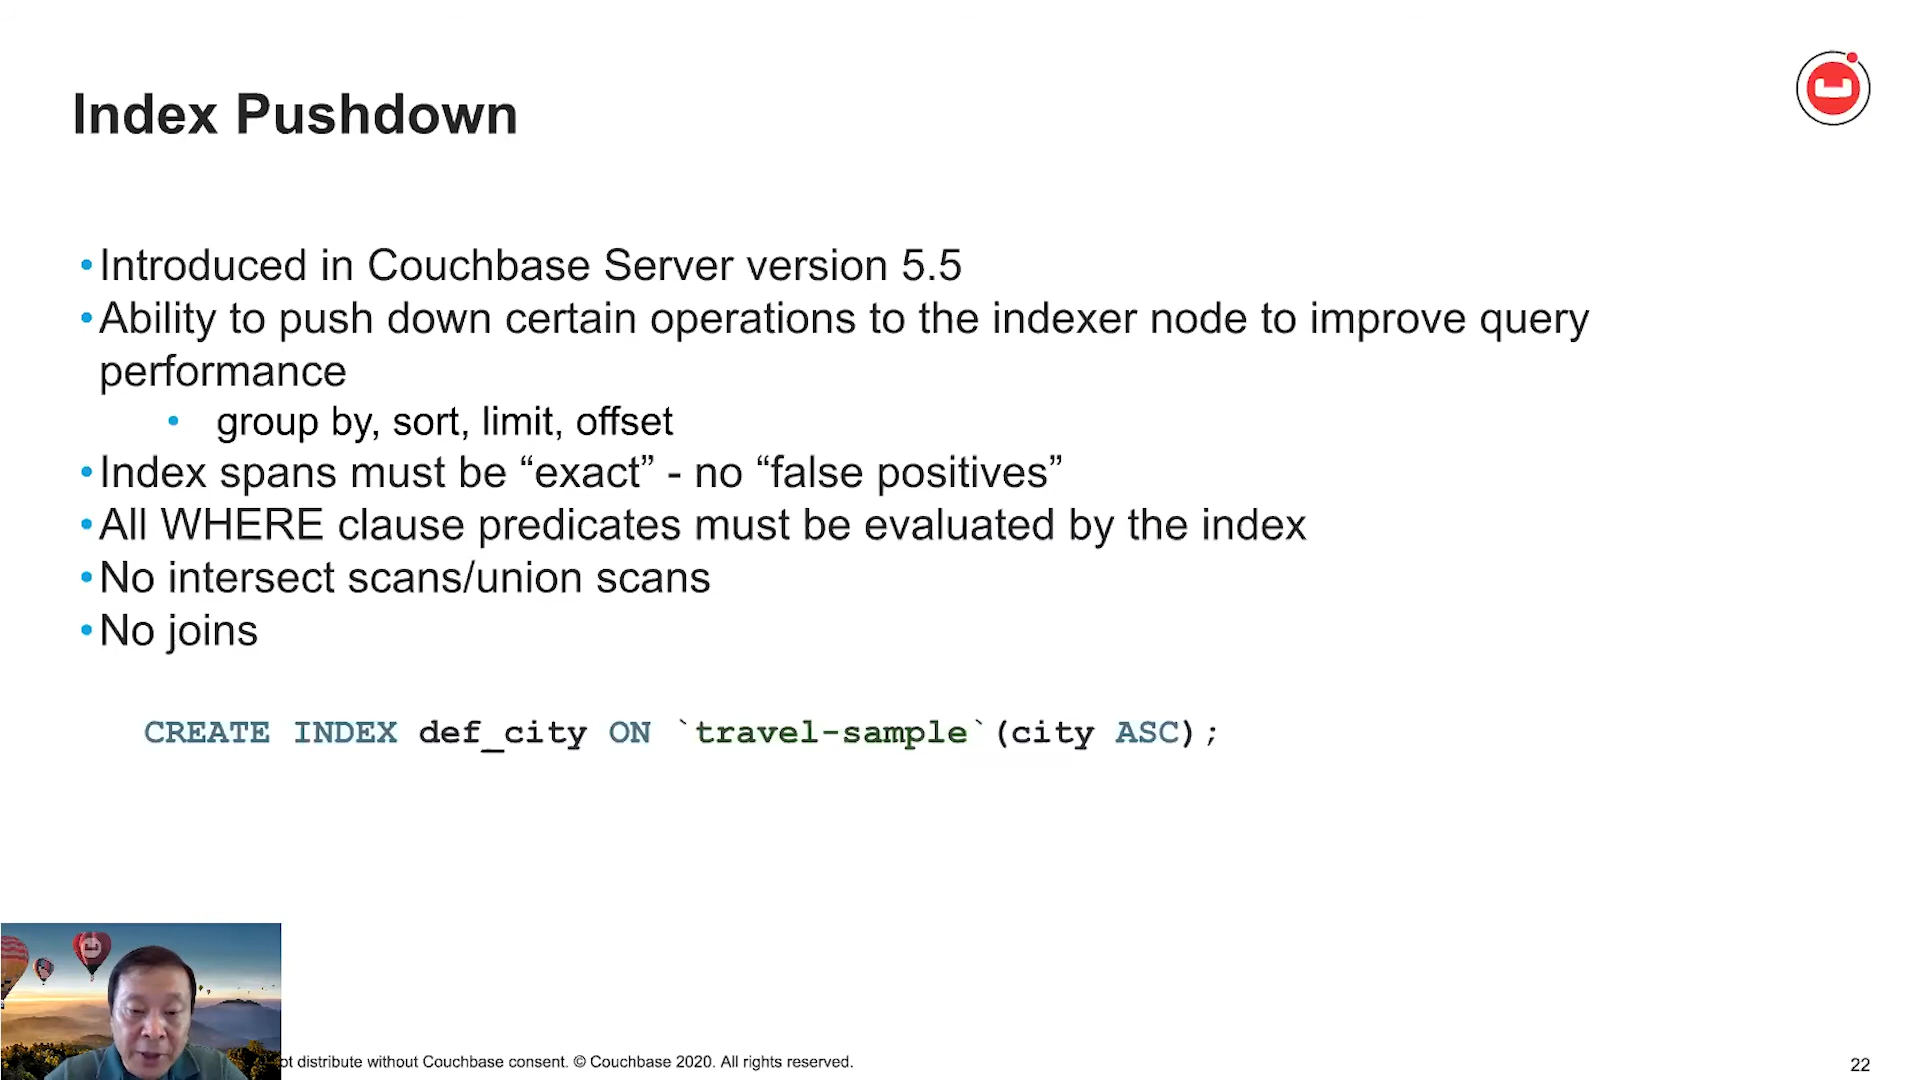 Index Pushdown
•Introduced in Couchbase Server version 5.5
•Ability to push down certain operations to the indexer node to improve query
performance
• group by, sort, limit, offset
•Index spans must be “exact” - no “false positives”
•All WHERE clause predicates must be evaluated by the index
•No intersect scans/union scans
•No joins
CREATE INDEX def_city ON `travel-sample`(city ASC);
distribute without Couchbase consent. © Couchbase 2020. All rights reserved.
22